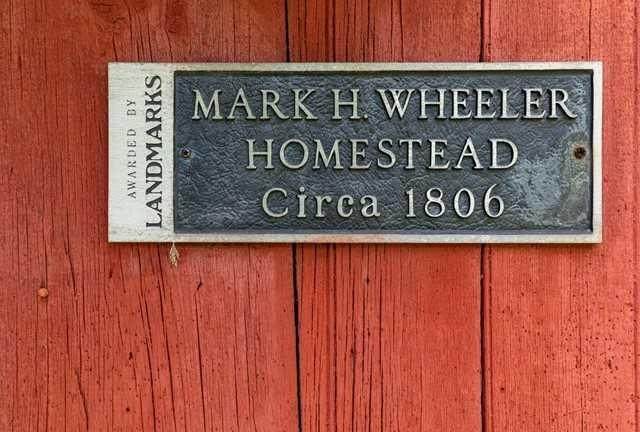 AWARDED BY
LANDMARKS
MARK H. WHEELER
HOMESTEAD
Circa 1806